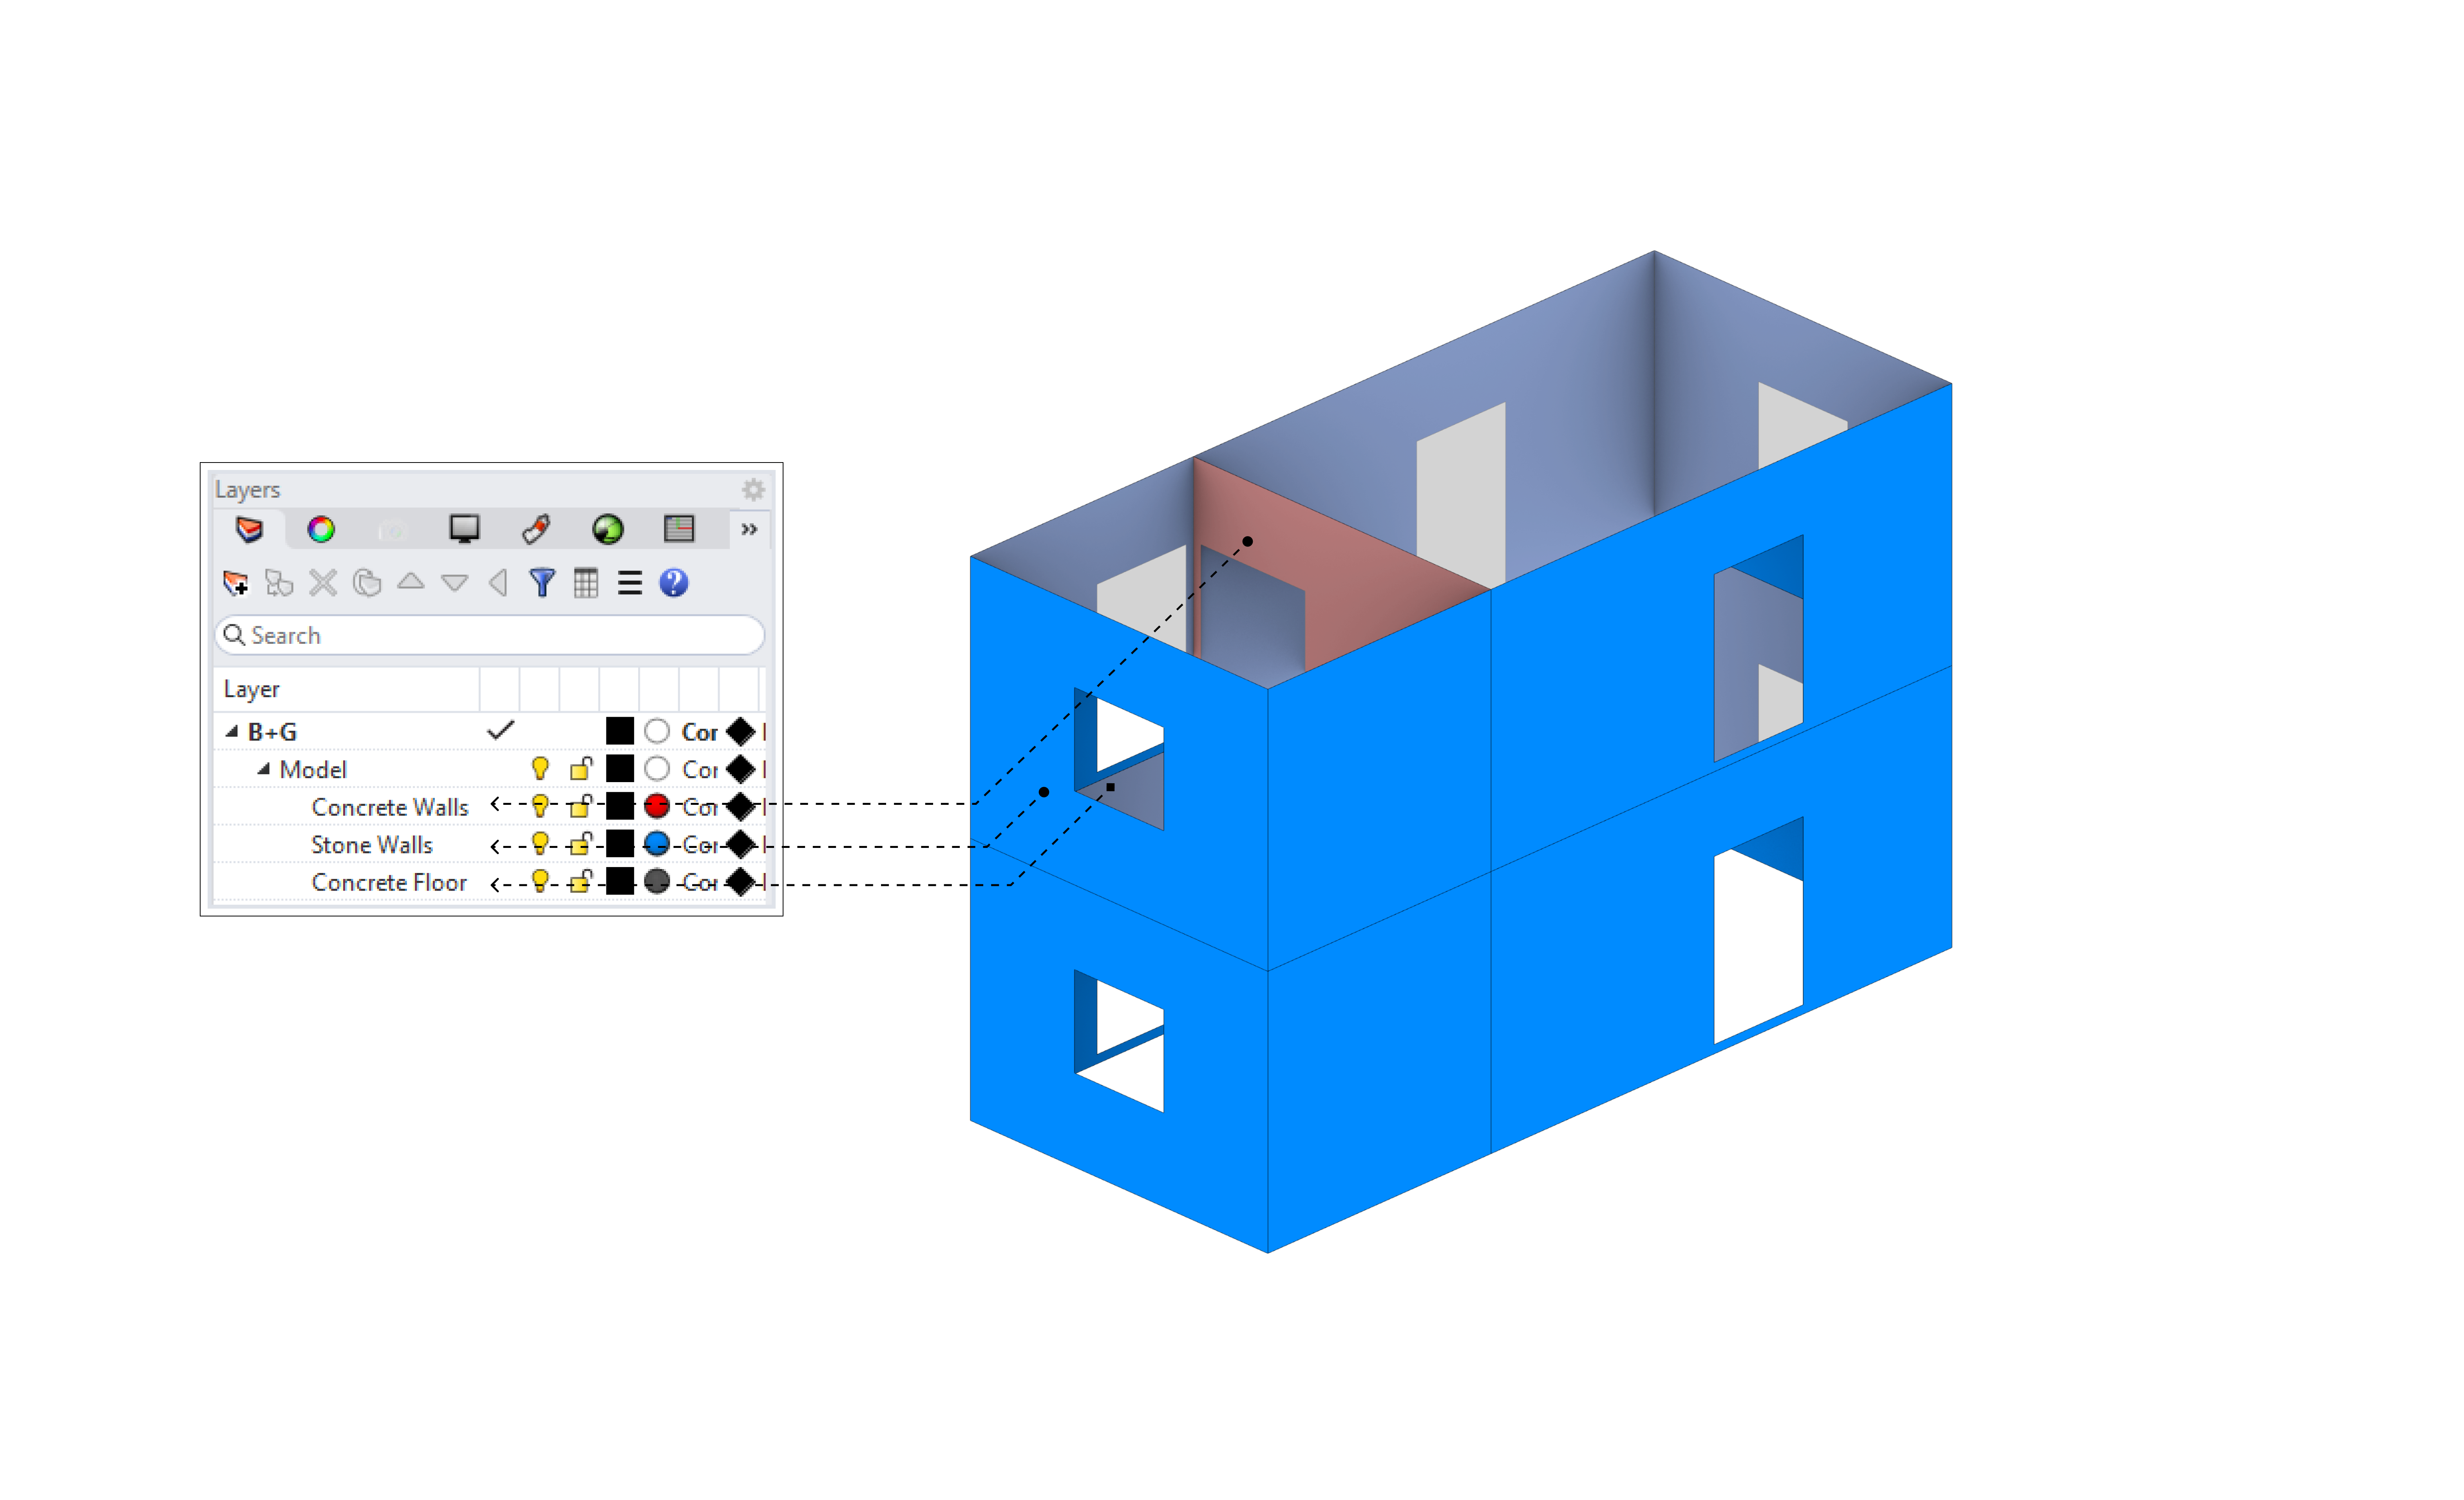 Layers
Search
Layer
B+G Cor
Model Cor
Concrete Walls Cor
Stone Walls Cor
Concrete Floor Cor